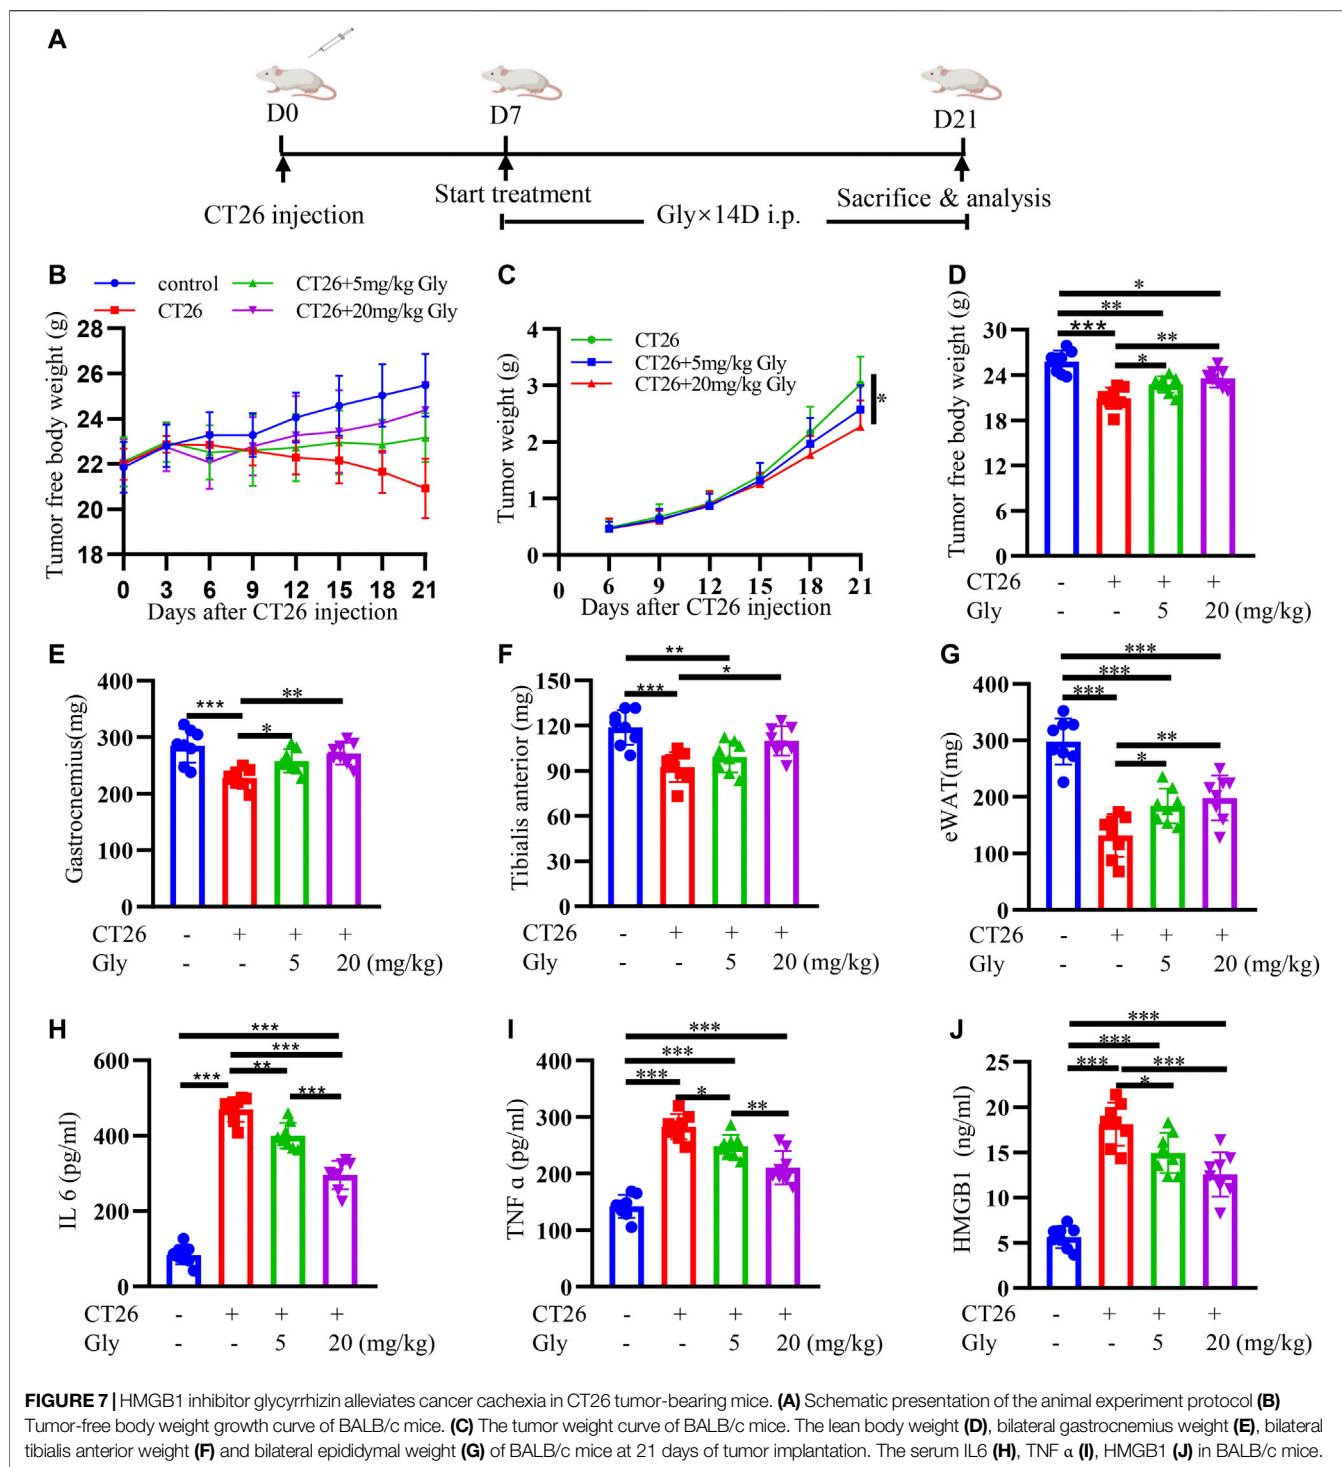 A
D0
D7
D21
CT26 injection
Start treatment
Sacrifice & analysis
Gly×14D i.p.
B
control
CT26
CT26+5mg/kg Gly
CT26+20mg/kg Gly
Tumor free body weight (g)
28
26
24
22
20
18
0 3 6 9 12 15 18 21
Days after CT26 injection
C
CT26
CT26+5mg/kg Gly
CT26+20mg/kg Gly
Tumor weight (g)
4
3
2
1
0
0 6 9 12 15 18 21
Days after CT26 injection
*
D
Tumor free body weight (g)
30
24
18
12
6
0
*
**
***
**
*
CT26 - + + +
Gly - - 5 20 (mg/kg)
E
Gastrocnemius(mg)
400
300
200
100
0
***
**
*
CT26 - + + +
Gly - - 5 20 (mg/kg)
F
Tibialis anterior (mg)
150
120
90
60
30
0
**
*
***
CT26 - + + +
Gly - - 5 20 (mg/kg)
G
eWAT(mg)
400
300
200
100
0
***
***
***
**
*
CT26 - + + +
Gly - - 5 20 (mg/kg)
H
IL 6 (pg/ml)
600
400
200
0
***
***
**
***
***
CT26 - + + +
Gly - - 5 20 (mg/kg)
I
TNF α (pg/ml)
400
300
200
100
0
***
***
***
*
**
CT26 - + + +
Gly - - 5 20 (mg/kg)
J
HMGB1 (ng/ml)
25
20
15
10
5
0
***
***
***
***
*
CT26 - + + +
Gly - - 5 20 (mg/kg)
FIGURE 7 | HMGB1 inhibitor glycyrrhizin alleviates cancer cachexia in CT26 tumor-bearing mice. (A) Schematic presentation of the animal experiment protocol (B)
Tumor-free body weight growth curve of BALB/c mice. (C) The tumor weight curve of BALB/c mice. The lean body weight (D), bilateral gastrocnemius weight (E), bilateral
tibialis anterior weight (F) and bilateral epididymal weight (G) of BALB/c mice at 21 days of tumor implantation. The serum IL6 (H), TNF α (I), HMGB1 (J) in BALB/c mice.